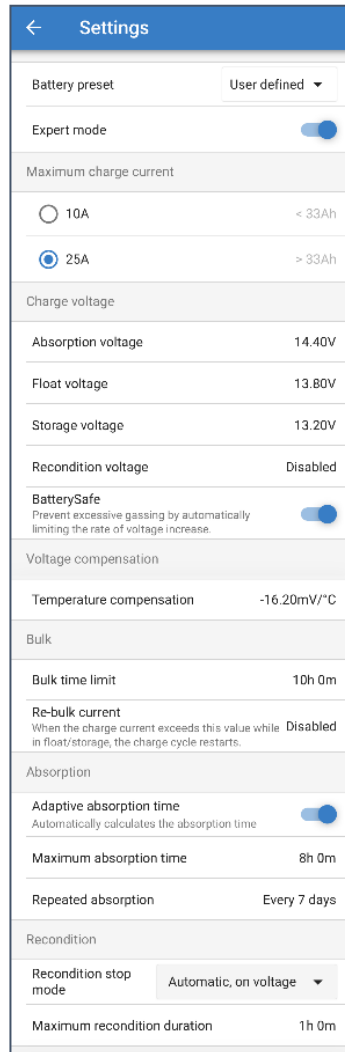 Settings
Battery preset User defined
Expert mode
Maximum charge current
10A < 33Ah
25A > 33Ah
Charge voltage
Absorption voltage 14.40V
Float voltage 13.80V
Storage voltage 13.20V
Recondition voltage Disabled
BatterySafe
Prevent excessive gassing by automatically
limiting the rate of voltage increase.
Voltage compensation
Temperature compensation -16.20mV/°C
Bulk
Bulk time limit 10h 0m
Re-bulk current
When the charge current exceeds this value while Disabled
in float/storage, the charge cycle restarts.
Absorption
Adaptive absorption time
Automatically calculates the absorption time
Maximum absorption time 8h 0m
Repeated absorption Every 7 days
Recondition
Recondition stop
mode Automatic, on voltage
Maximum recondition duration 1h 0m